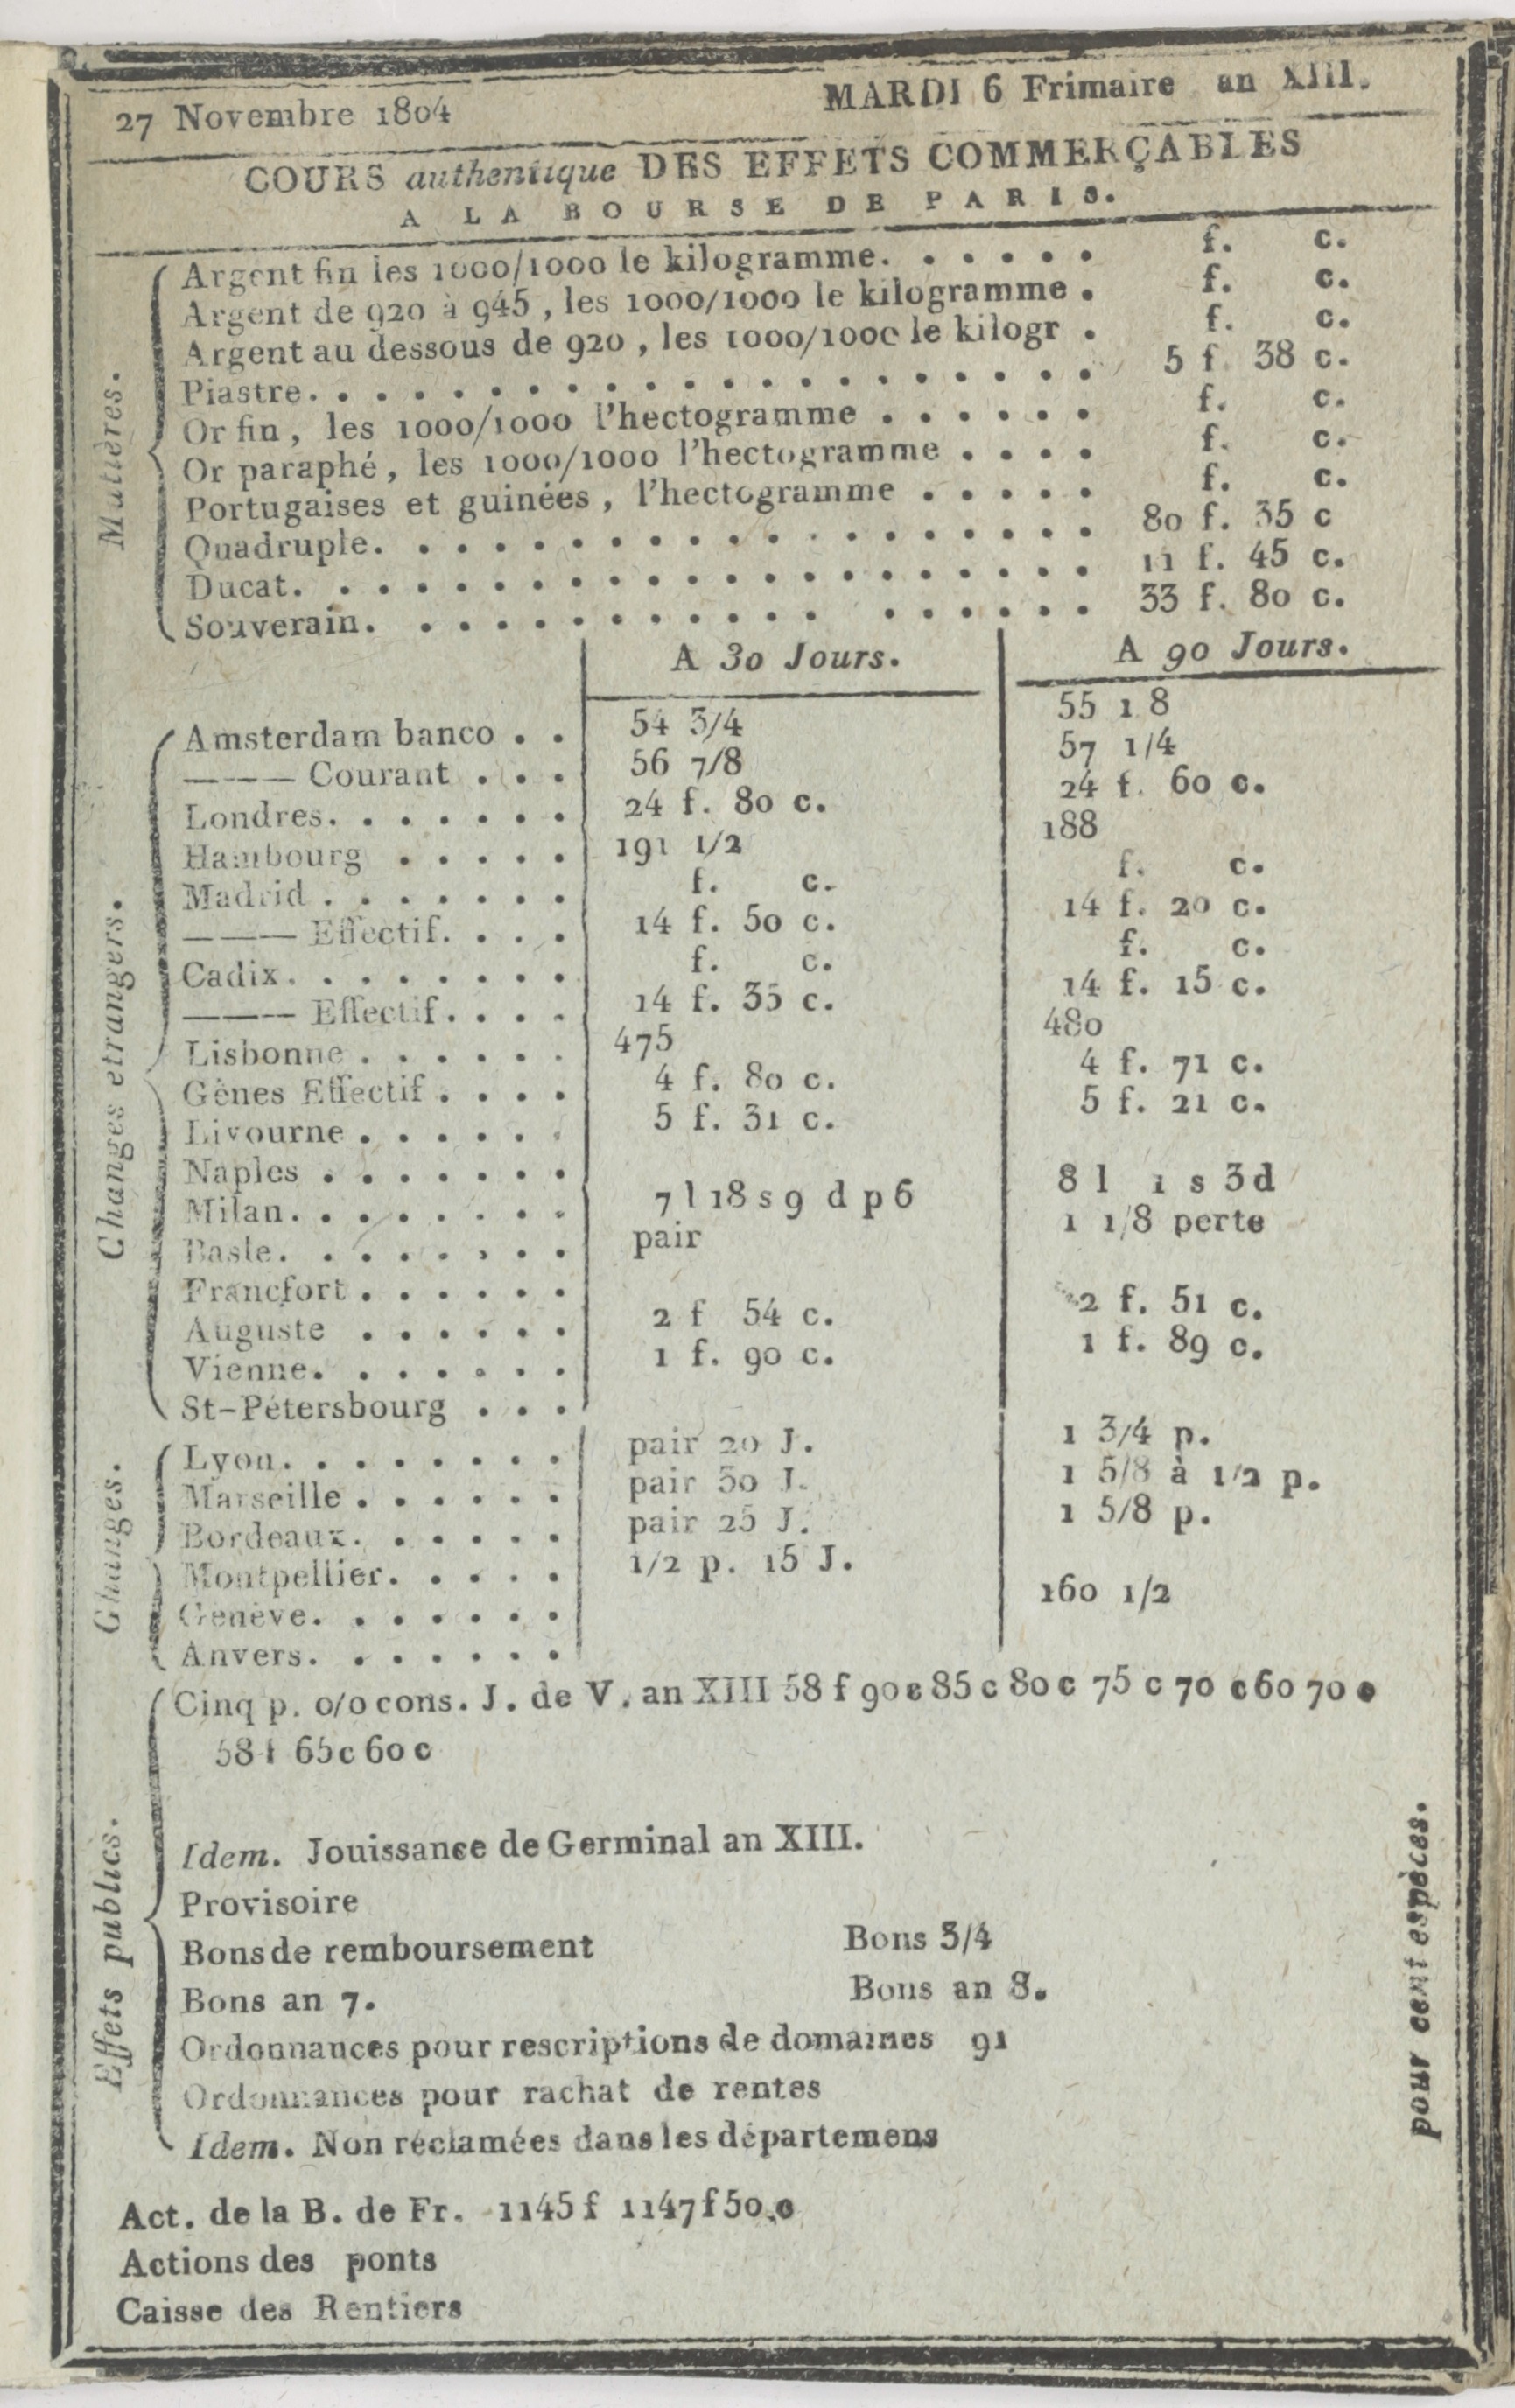 27 Novembre 1804 MARDI 6 Frimaire an XIII.
COURS authentique DES EFFETS COMMERÇABLES
A LA BOURSE DE PARIS.
Matières.
Argent fin les 1000/1000 le kilogramme. . . . . . f. c.
Argent de 920 à 945, les 1000/1000 le kilogramme . f. c.
Argent au dessous de 920, les 1000/1000 le kilogr . f. c.
Piastre. . . . . . . . . . . . . . . . . 5 f 38 c.
Or fin, les 1000/1000 l'hectogramme . . . . . . f. c.
Or paraphé, les 1000/1000 l'hectogramme . . . . f. c.
Portugaises et guinées, l'hectogramme . . . . . f. c.
Quadruple. . . . . . . . . . . . . . . . 80 f. 35 c
Ducat. . . . . . . . . . . . . . . . . 11 f. 45 c.
Souverain. . . . . . . . . . . . . . . . 33 f. 80 c.
A 30 Jours. A 90 Jours.
Changes etrangers.
Amsterdam banco . . 54 3/4 55 1 8
——— Courant . . . 56 7/8 57 1/4
Londres. . . . . . . 24 f. 80 c. 24 f. 60 c.
Hambourg . . . . . 191 1/2 188
Madrid . . . . . . . f. c. f. c.
——— Effectif. . . . 14 f. 50 c. 14 f. 20 c.
Cadix. . . . . . . . f. c. f. c.
——— Effectif. . . . 14 f. 35 c. 14 f. 15 c.
Lisbonne . . . . . . 475 480
Gênes Effectif . . . . 4 f. 80 c. 4 f. 71 c.
Livourne . . . . . . 5 f. 31 c. 5 f. 21 c.
Naples . . . . . . .
Milan. . . . . . . . 7 l 18 s 9 d p 6 8 l 1 s 3 d
Basle. . . . . . . . pair 1 1/8 perte
Francfort . . . . . .
Auguste . . . . . . 2 f 54 c. 2 f. 51 c.
Vienne. . . . . . . 1 f. 90 c. 1 f. 89 c.
St-Pétersbourg . . .
Changes.
Lyon. . . . . . . . pair 20 J. 1 3/4 p.
Marseille . . . . . . pair 30 J. 1 5/8 à 1/2 p.
Bordeaux. . . . . . pair 25 J. 1 5/8 p.
Montpellier. . . . . 1/2 p. 15 J.
Genève. . . . . . . 160 1/2
Anvers. . . . . . .
Effets publics.
Cinq p. o/o cons. J. de V. an XIII 58 f 90 c 85 c 80 c 75 c 70 c 60 70 c
58 f 65 c 60 c
Idem. Jouissance de Germinal an XIII.
Provisoire
Bons de remboursement Bons 3/4
Bons an 7. Bons an 8.
Ordonnances pour rescriptions de domaines 91
Ordonnances pour rachat de rentes
Idem. Non réclamées dans les départemens
pour cent espèces.
Act. de la B. de Fr. 1145 f 1147 f 50 c
Actions des ponts
Caisse des Rentiers